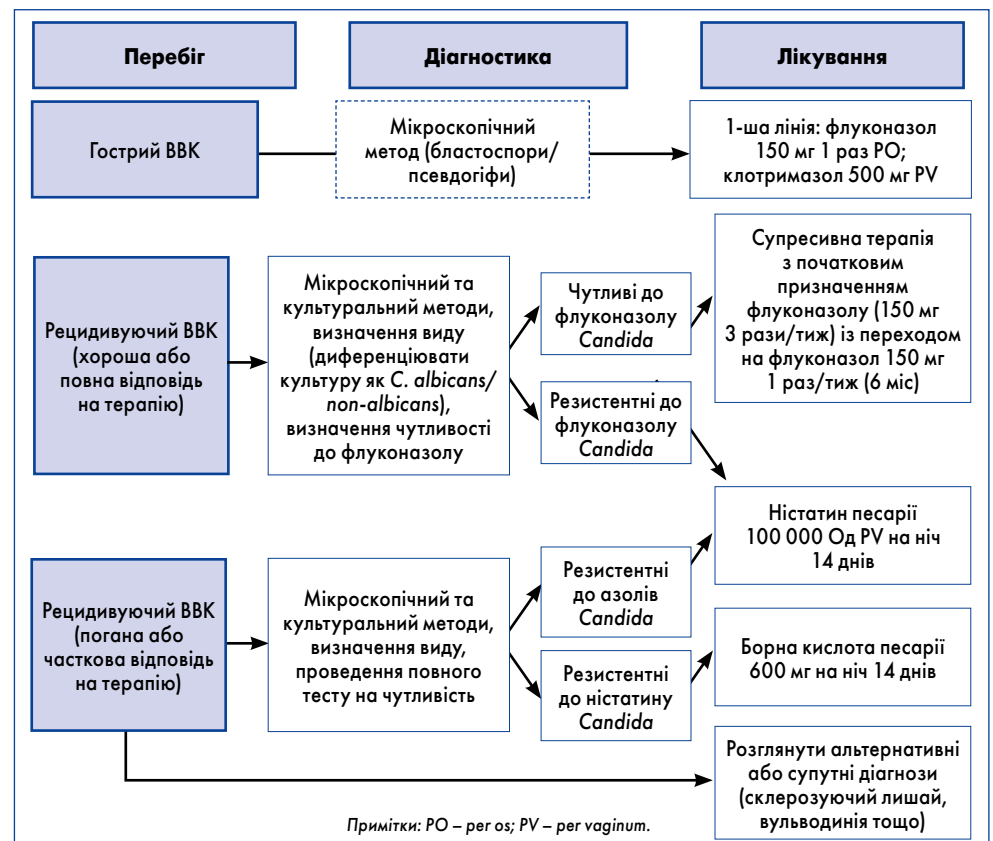 Перебіг
Діагностика
Лікування
Гострий ВВК
Мікроскопічний
метод (бластоспори/
псевдогіфи)
1-ша лінія: флуконазол
150 мг 1 раз РО;
клотримазол 500 мг PV
Рецидивуючий ВВК
(хороша або
повна відповідь
на терапію)
Мікроскопічний та
культуральний методи,
визначення виду
(диференціювати
культуру як C. albicans/
non-albicans),
визначення чутливості
до флуконазолу
Чутливі до
флуконазолу
Candida
Резистентні до
флуконазолу
Candida
Супресивна терапія
з початковим
призначенням
флуконазолу (150 мг
3 рази/тиж) із переходом
на флуконазол 150 мг
1 раз/тиж (6 міс)
Ністатин песарії
100 000 Од PV на ніч
14 днів
Рецидивуючий ВВК
(погана або
часткова відповідь
на терапію)
Мікроскопічний та
культуральний методи,
визначення виду,
проведення повного
тесту на чутливість
Резистентні
до азолів
Candida
Резистентні
до ністатину
Candida
Борна кислота песарії
600 мг на ніч 14 днів
Розглянути альтернативні
або супутні діагнози
(склерозуючий лишай,
вульводинія тощо)
Примітки: PO – per os; PV – per vaginum.